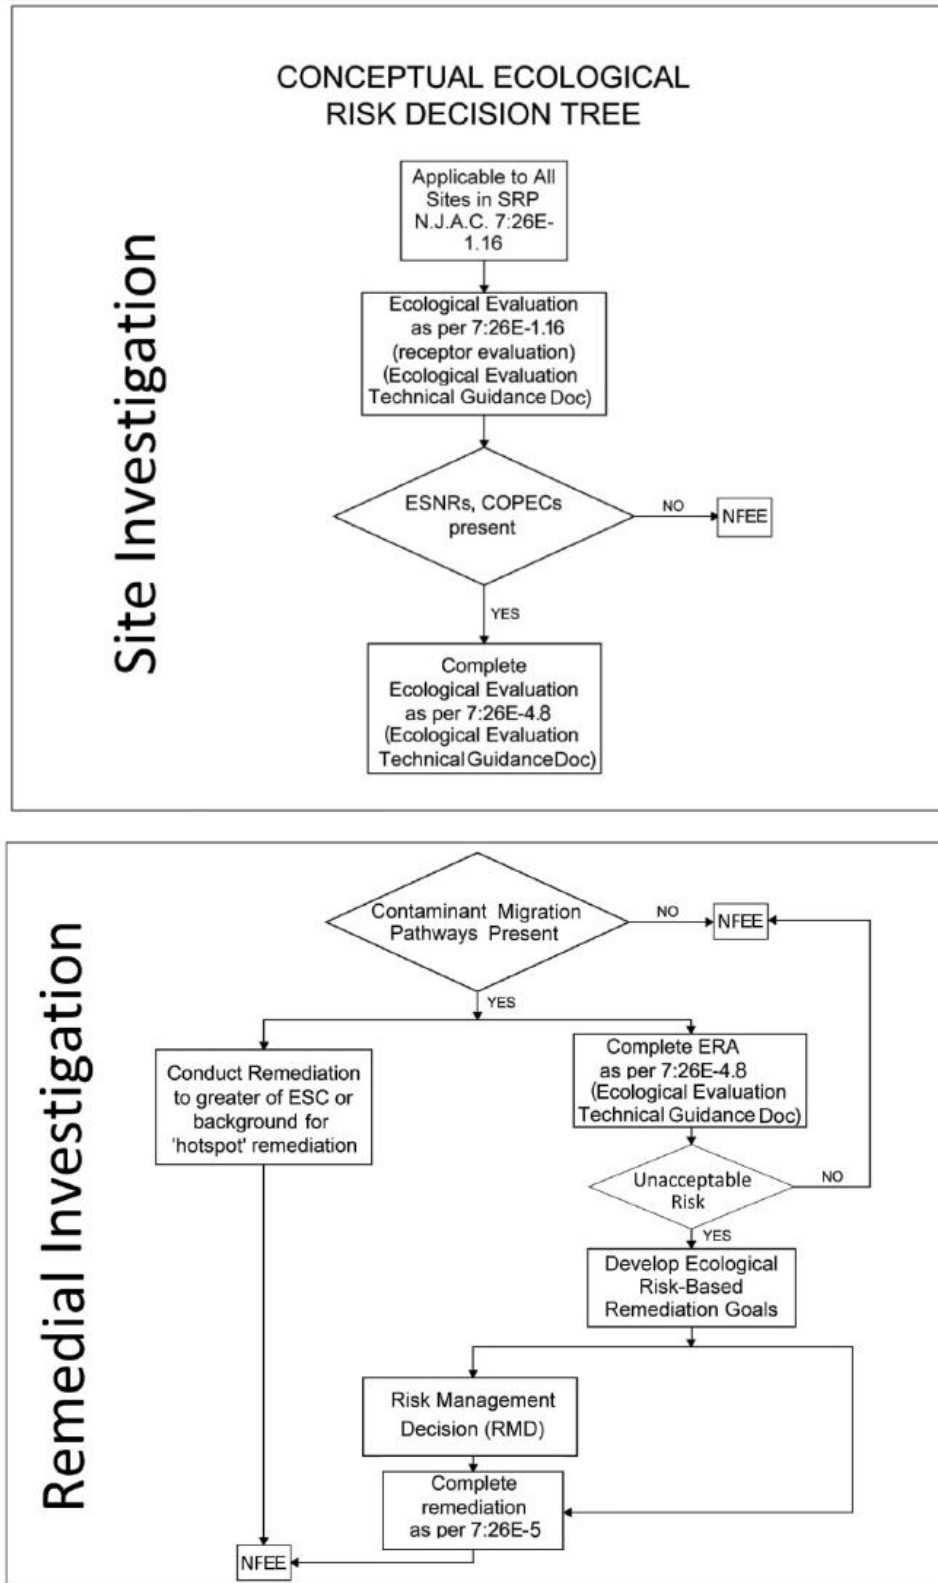 CONCEPTUAL ECOLOGICAL
RISK DECISION TREE
Site Investigation
Applicable to All
Sites in SRP
N.J.A.C. 7:26E-
1.16
Ecological Evaluation
as per 7:26E-1.16
(receptor evaluation)
(Ecological Evaluation
Technical Guidance Doc)
ESNRs, COPECs
present
NO
NFEE
YES
Complete
Ecological Evaluation
as per 7:26E-4.8
(Ecological Evaluation
Technical Guidance Doc)
Remedial Investigation
Contaminant Migration
Pathways Present
NO
NFEE
YES
Conduct Remediation
to greater of ESC or
background for
'hotspot' remediation
Complete ERA
as per 7:26E-4.8
(Ecological Evaluation
Technical Guidance Doc)
Unacceptable
Risk
NO
YES
Develop Ecological
Risk-Based
Remediation Goals
Risk Management
Decision (RMD)
Complete
remediation
as per 7:26E-5
NFEE